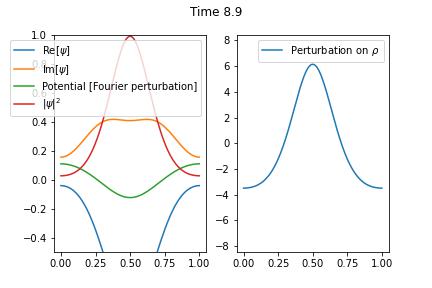 Time 8.9
1.0
0.8
0.6
0.4
0.2
0.0
−0.2
−0.4
0.00 0.25 0.50 0.75 1.00
Re[ψ]
Im[ψ]
Potential [Fourier perturbation]
|ψ|²
8
6
4
2
0
−2
−4
−6
−8
0.00 0.25 0.50 0.75 1.00
Perturbation on ρ